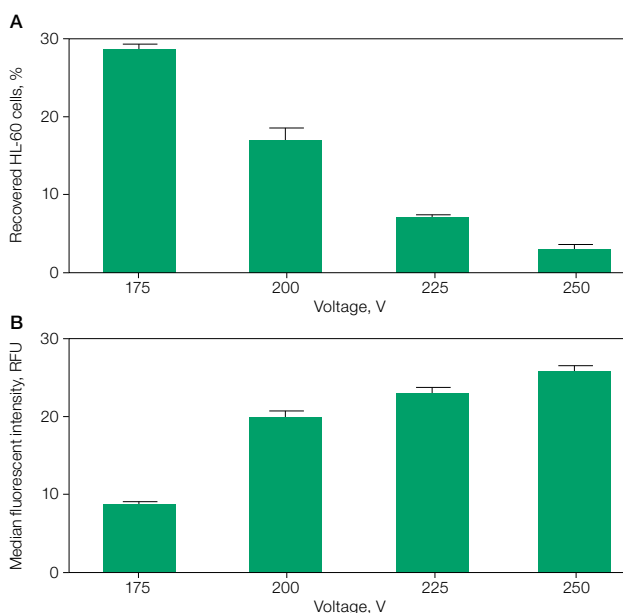 A
Recovered HL-60 cells, %
30
20
10
0
175 200 225 250
Voltage, V
B
Median fluorescent intensity, RFU
30
20
10
0
175 200 225 250
Voltage, V